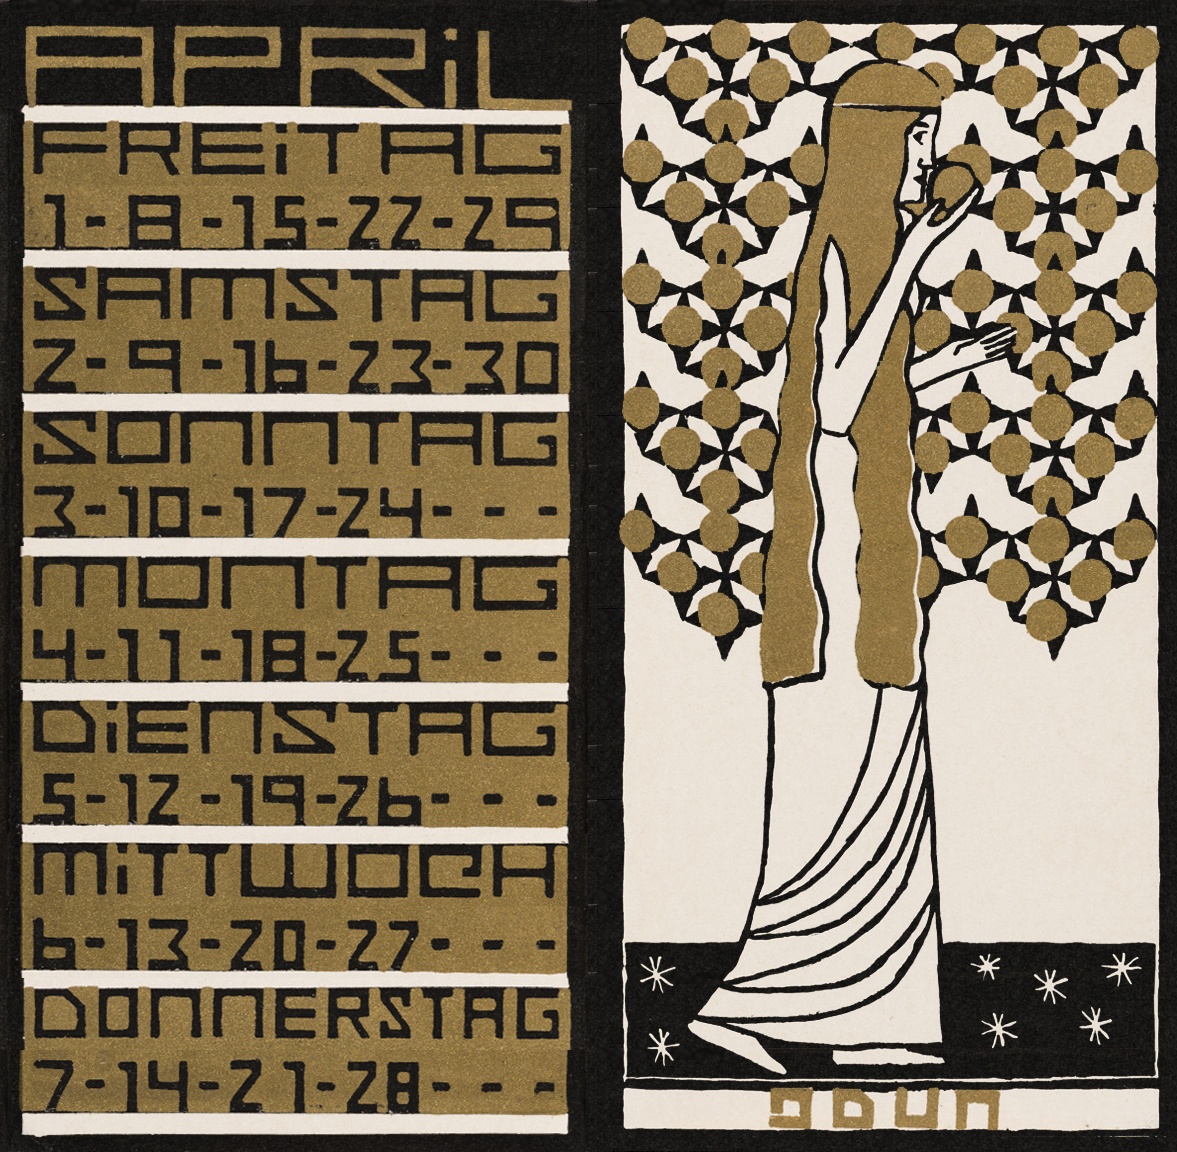 APRiL
FREiTAG
1-8-15-22-29
SAMSTAG
2-9-16-23-30
SONNTAG
3-10-17-24- - -
MONTAG
4-11-18-25- - -
DiENSTAG
5-12-19-26- - -
MiTTWOCH
6-13-20-27- - -
DONNERSTAG
7-14-21-28- - -
JDUN